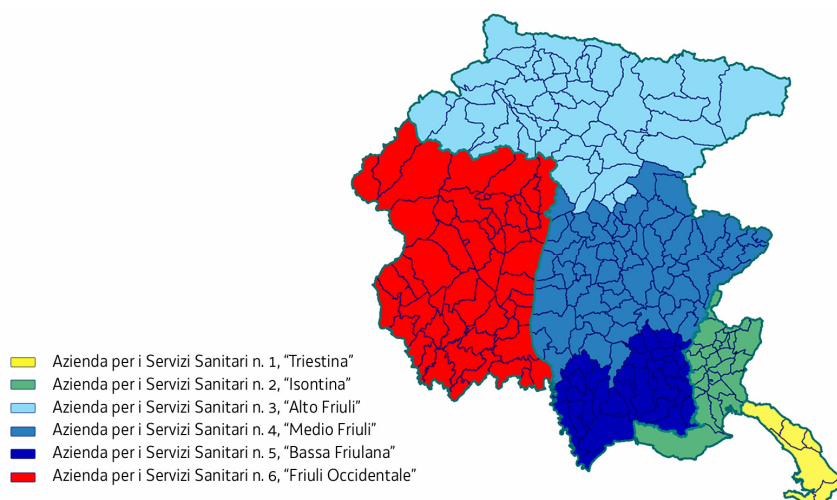 Azienda per i Servizi Sanitari n. 1, “Triestina”
Azienda per i Servizi Sanitari n. 2, “Isontina”
Azienda per i Servizi Sanitari n. 3, “Alto Friuli”
Azienda per i Servizi Sanitari n. 4, “Medio Friuli”
Azienda per i Servizi Sanitari n. 5, “Bassa Friulana”
Azienda per i Servizi Sanitari n. 6, “Friuli Occidentale”